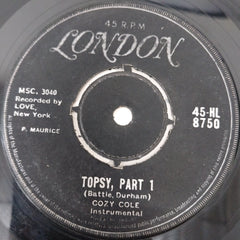 45 R.P.M
LONDON
MSC. 3040
Recorded by
LOVE,
New York
P. MAURICE
45-HL
8750
TOPSY, PART 1
(Battle, Durham)
COZY COLE
Instrumental